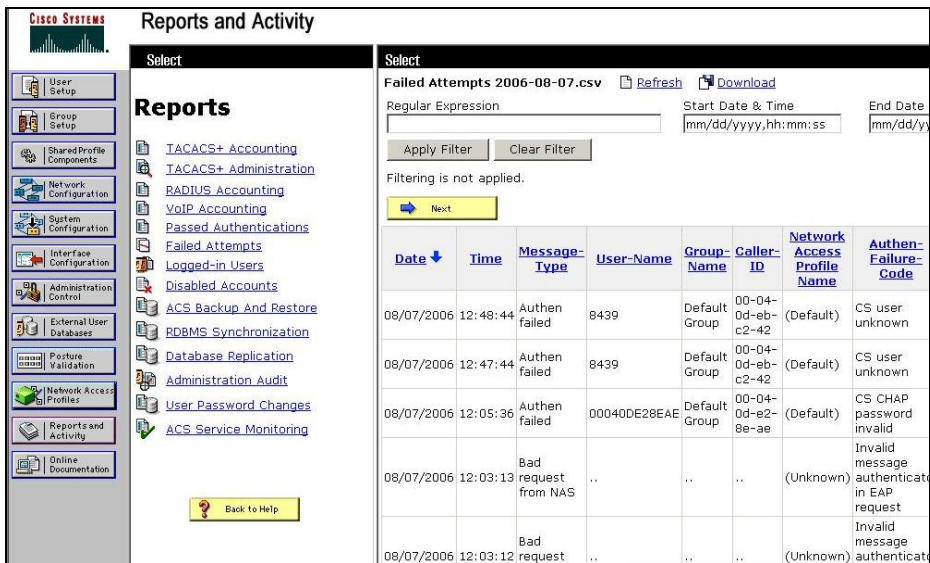 CISCO SYSTEMS
Reports and Activity
Select
Select
User
Setup
Group
Setup
Shared Profile
Components
Network
Configuration
System
Configuration
Interface
Configuration
Administration
Control
External User
Databases
Posture
Validation
Network Access
Profiles
Reports and
Activity
Online
Documentation
Reports
TACACS+ Accounting
TACACS+ Administration
RADIUS Accounting
VoIP Accounting
Passed Authentications
Failed Attempts
Logged-in Users
Disabled Accounts
ACS Backup And Restore
RDBMS Synchronization
Database Replication
Administration Audit
User Password Changes
ACS Service Monitoring
Back to Help
Failed Attempts 2006-08-07.csv Refresh Download
Regular Expression Start Date & Time End Date
mm/dd/yyyy,hh:mm:ss mm/dd/yy
Apply Filter Clear Filter
Filtering is not applied.
Next
Date Time Message-Type User-Name Group-Name Caller-ID Network Access Profile Name Authen-Failure-Code
08/07/2006 12:48:44 Authen failed 8439 Default Group 00-04-0d-eb-c2-42 (Default) CS user unknown
08/07/2006 12:47:44 Authen failed 8439 Default Group 00-04-0d-eb-c2-42 (Default) CS user unknown
08/07/2006 12:05:36 Authen failed 00040DE28EAE Default Group 00-04-0d-e2-8e-ae (Default) CS CHAP password invalid
08/07/2006 12:03:13 Bad request from NAS .. .. .. (Unknown) Invalid message authenticato in EAP request
08/07/2006 12:03:12 Bad request .. .. .. (Unknown) Invalid message authenticato